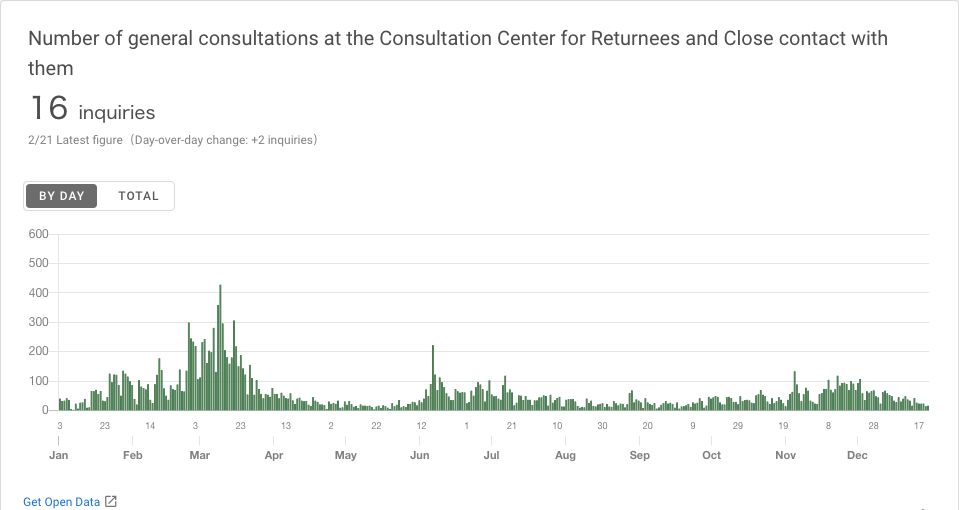 Number of general consultations at the Consultation Center for Returnees and Close contact with
them
16 inquiries
2/21 Latest figure（Day-over-day change: +2 inquiries）
BY DAY TOTAL
600
500
400
300
200
100
0
3 23 14 3 23 13 2 22 12 1 21 10 30 20 9 29 19 8 28 17
Jan Feb Mar Apr May Jun Jul Aug Sep Oct Nov Dec
Get Open Data